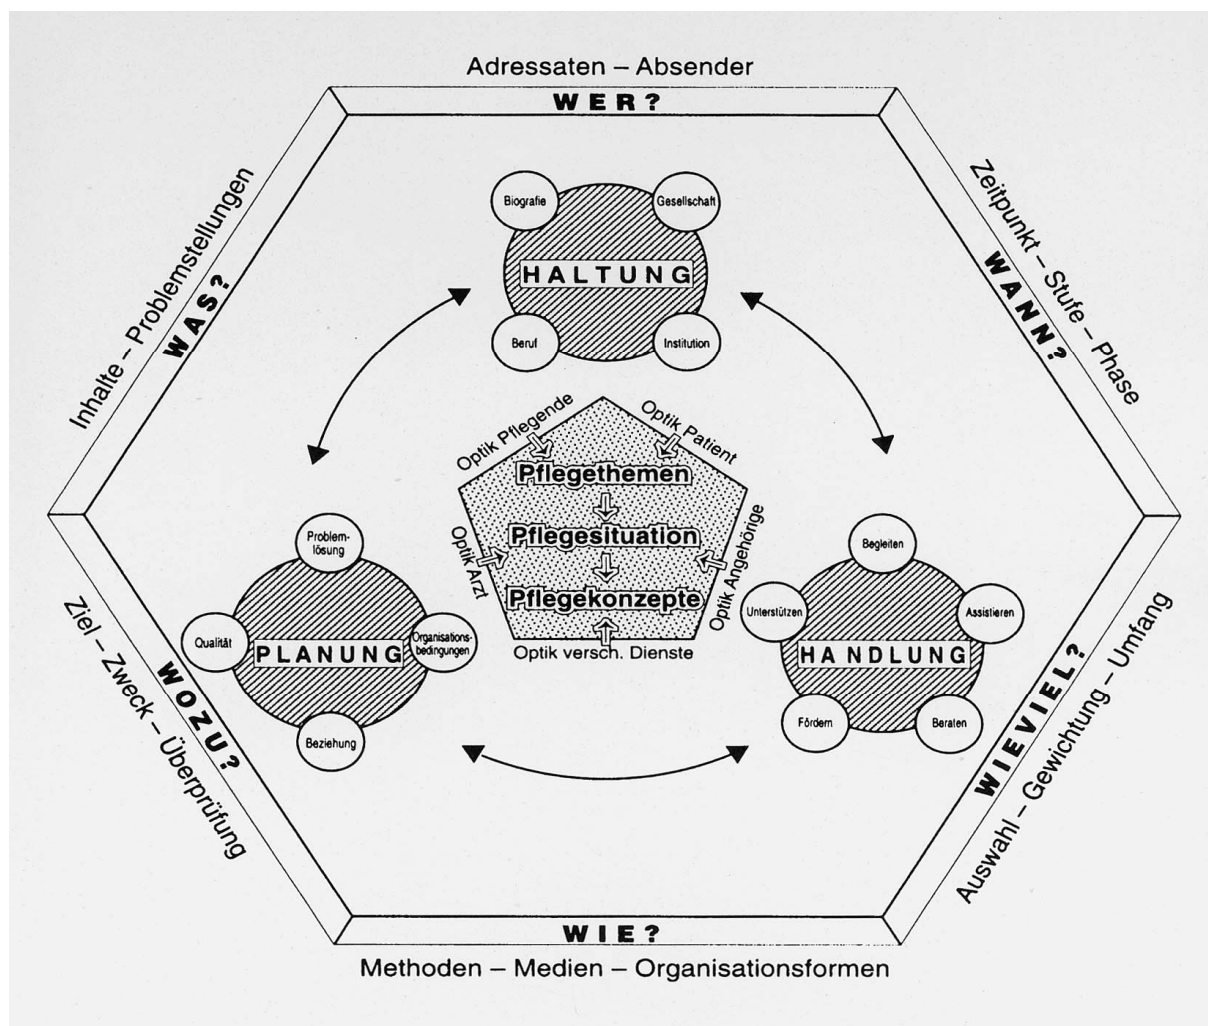 Adressaten – Absender
WER?
Inhalte – Problemstellungen
WAS?
Zeitpunkt – Stufe – Phase
WANN?
Biografie
Gesellschaft
HALTUNG
Beruf
Institution
Optik Pflegende
Optik Patient
Pflegethemen
Pflegesituation
Pflegekonzepte
Optik Arzt
Optik Angehörige
Optik versch. Dienste
Problem-
lösung
Qualität
Organisations-
bedingungen
PLANUNG
Beziehung
Begleiten
Unterstützen
Assistieren
HANDLUNG
Fördern
Beraten
WOZU?
Ziel – Zweck – Überprüfung
WIEVIEL?
Auswahl – Gewichtung – Umfang
WIE?
Methoden – Medien – Organisationsformen